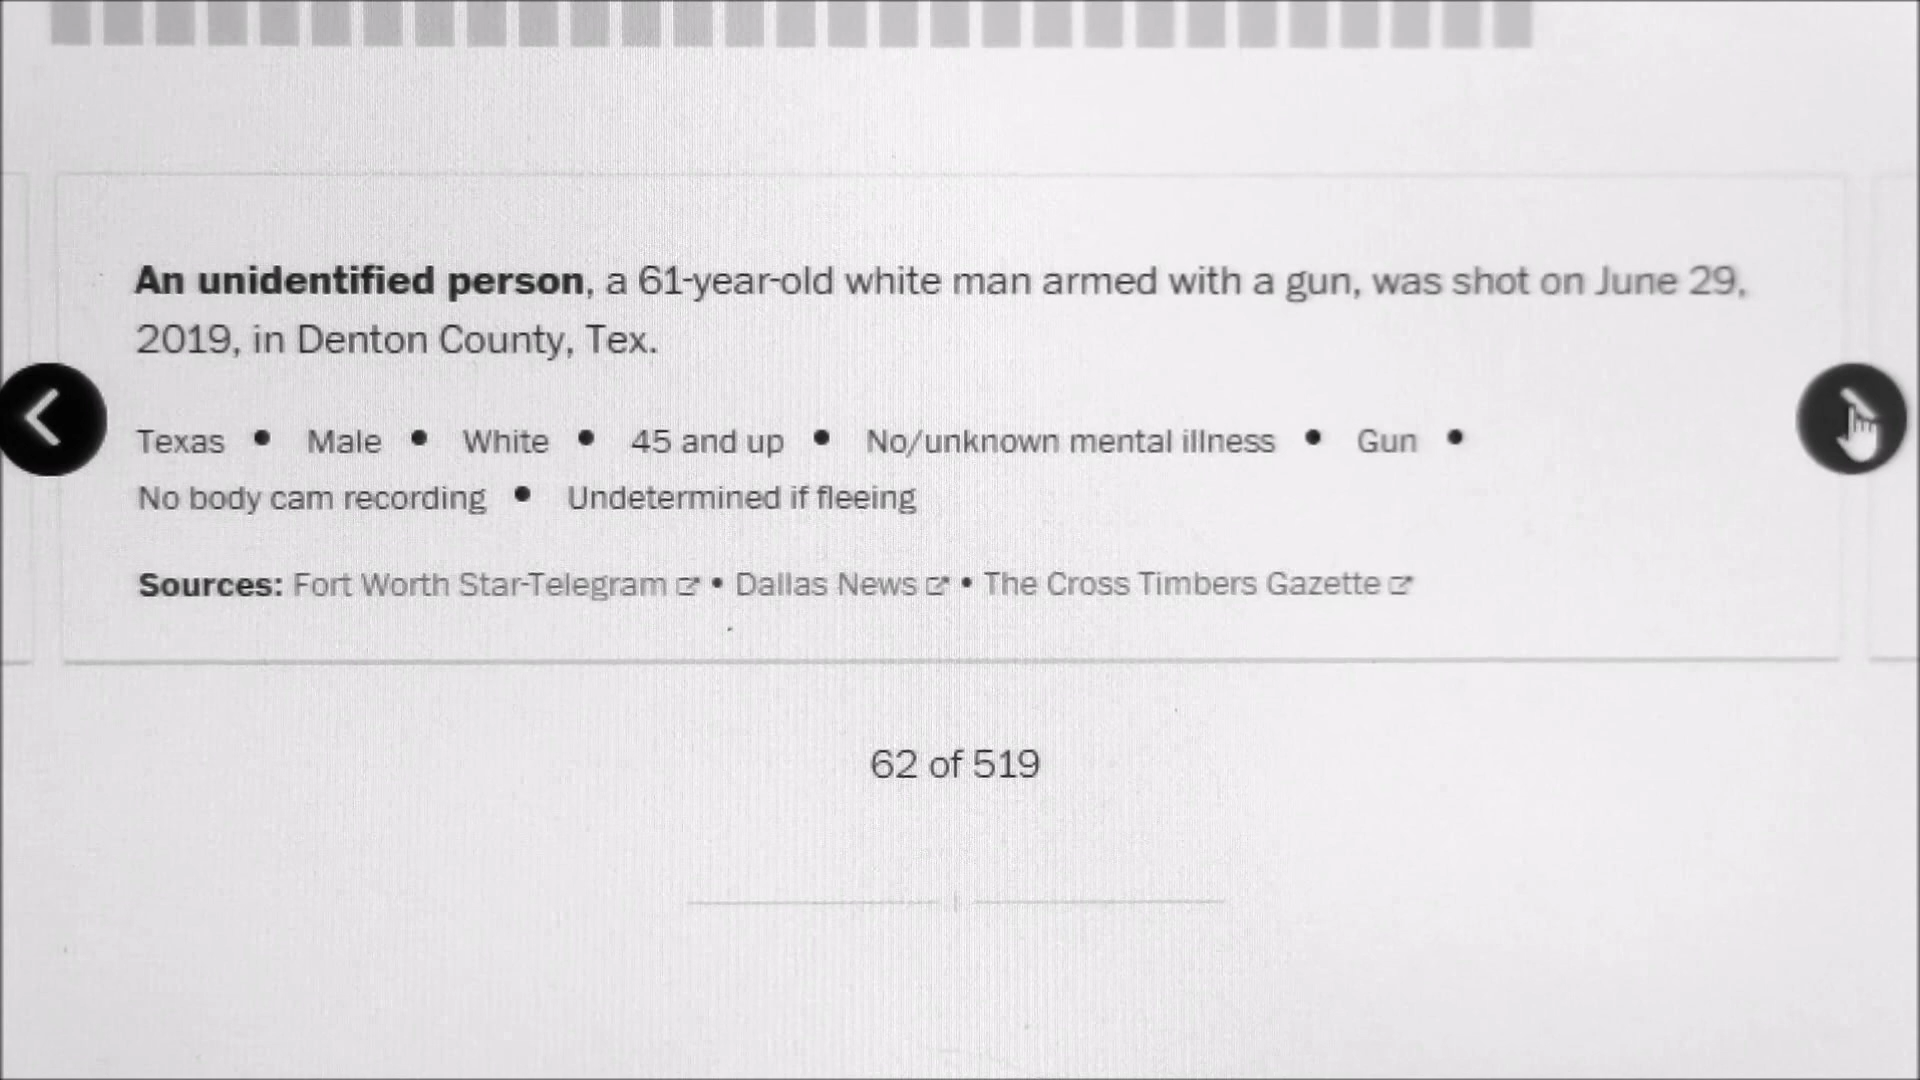 An unidentified person, a 61-year-old white man armed with a gun, was shot on June 29,
2019, in Denton County, Tex.
Texas • Male • White • 45 and up • No/unknown mental illness • Gun •
No body cam recording • Undetermined if fleeing
Sources: Fort Worth Star-Telegram • Dallas News • The Cross Timbers Gazette
62 of 519